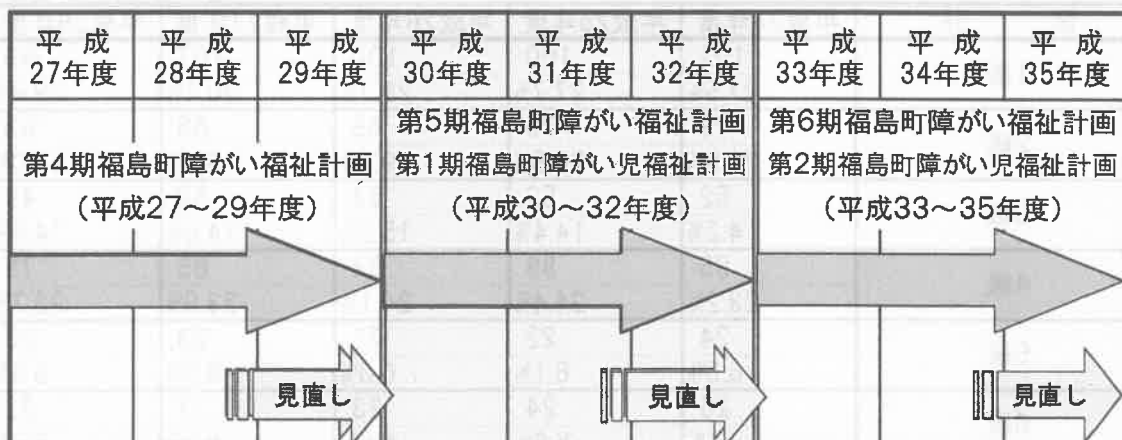 平成 平成 平成 平成 平成 平成 平成 平成 平成
27年度 28年度 29年度 30年度 31年度 32年度 33年度 34年度 35年度
第4期福島町障がい福祉計画
（平成27～29年度）
第5期福島町障がい福祉計画
第1期福島町障がい児福祉計画
（平成30～32年度）
第6期福島町障がい福祉計画
第2期福島町障がい児福祉計画
（平成33～35年度）
見直し 見直し 見直し